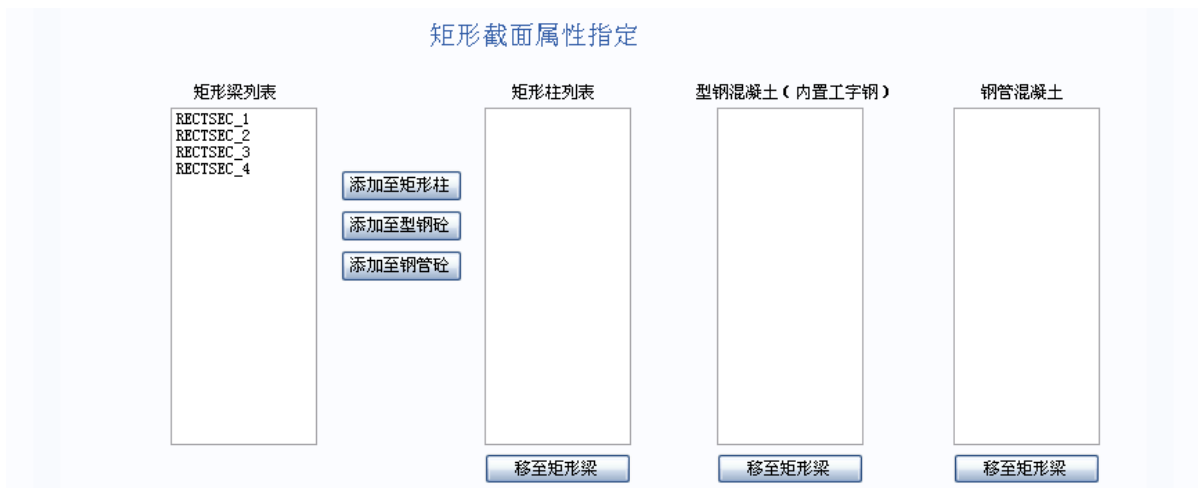 矩形截面属性指定
矩形梁列表
矩形柱列表
型钢混凝土（内置工字钢）
钢管混凝土
RECTSEC_1
RECTSEC_2
RECTSEC_3
RECTSEC_4
添加至矩形柱
添加至型钢砼
添加至钢管砼
移至矩形梁
移至矩形梁
移至矩形梁